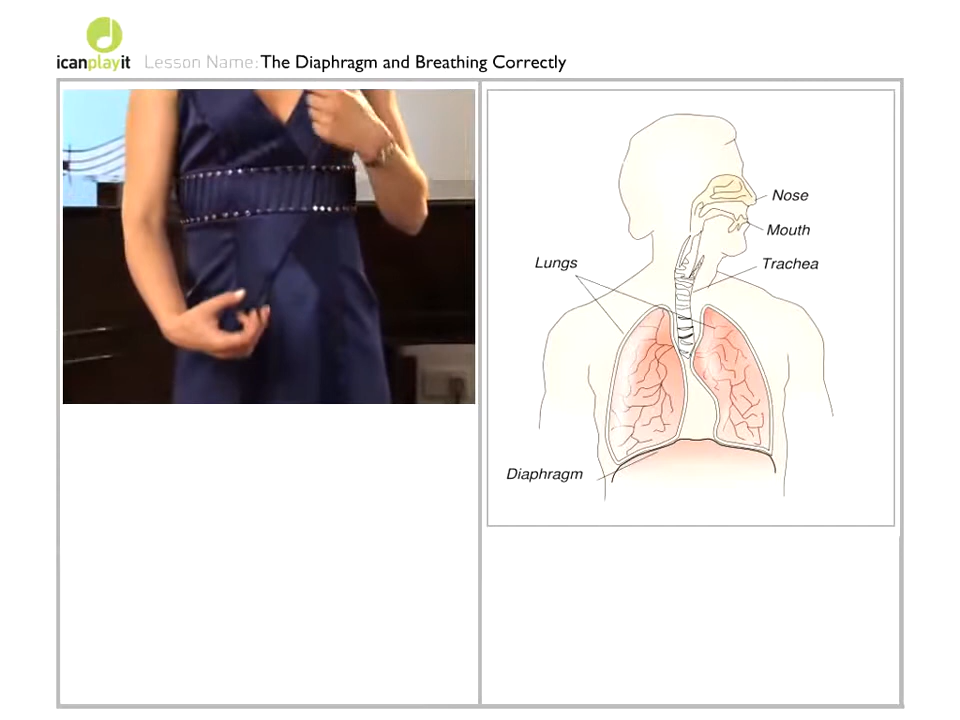 icanplayit Lesson Name: The Diaphragm and Breathing Correctly
Nose
Mouth
Lungs
Trachea
Diaphragm